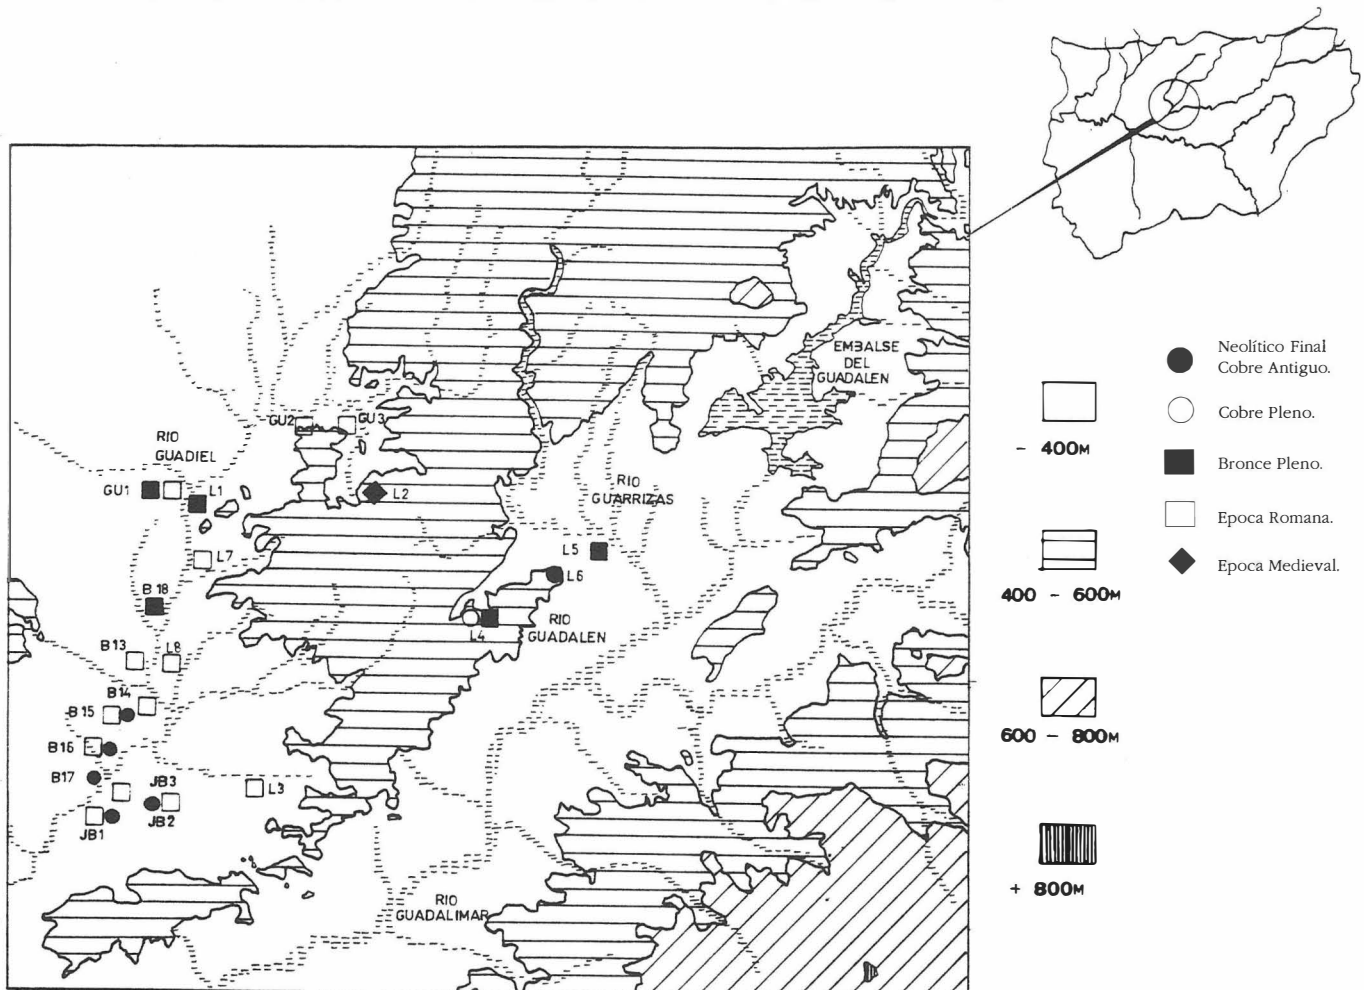 EMBALSE
DEL
GUADALEN
GU2
GU3
RIO
GUADIEL
GU1
L1
L2
RIO
GUARRIZAS
L7
L5
L6
B 18
L4
RIO
GUADALEN
B13
L8
B14
B 15
B16
B17
JB3
JB2
JB1
L3
RIO
GUADALIMAR
- 400M
400 - 600M
600 - 800M
+ 800M
Neolítico Final
Cobre Antiguo.
Cobre Pleno.
Bronce Pleno.
Epoca Romana.
Epoca Medieval.